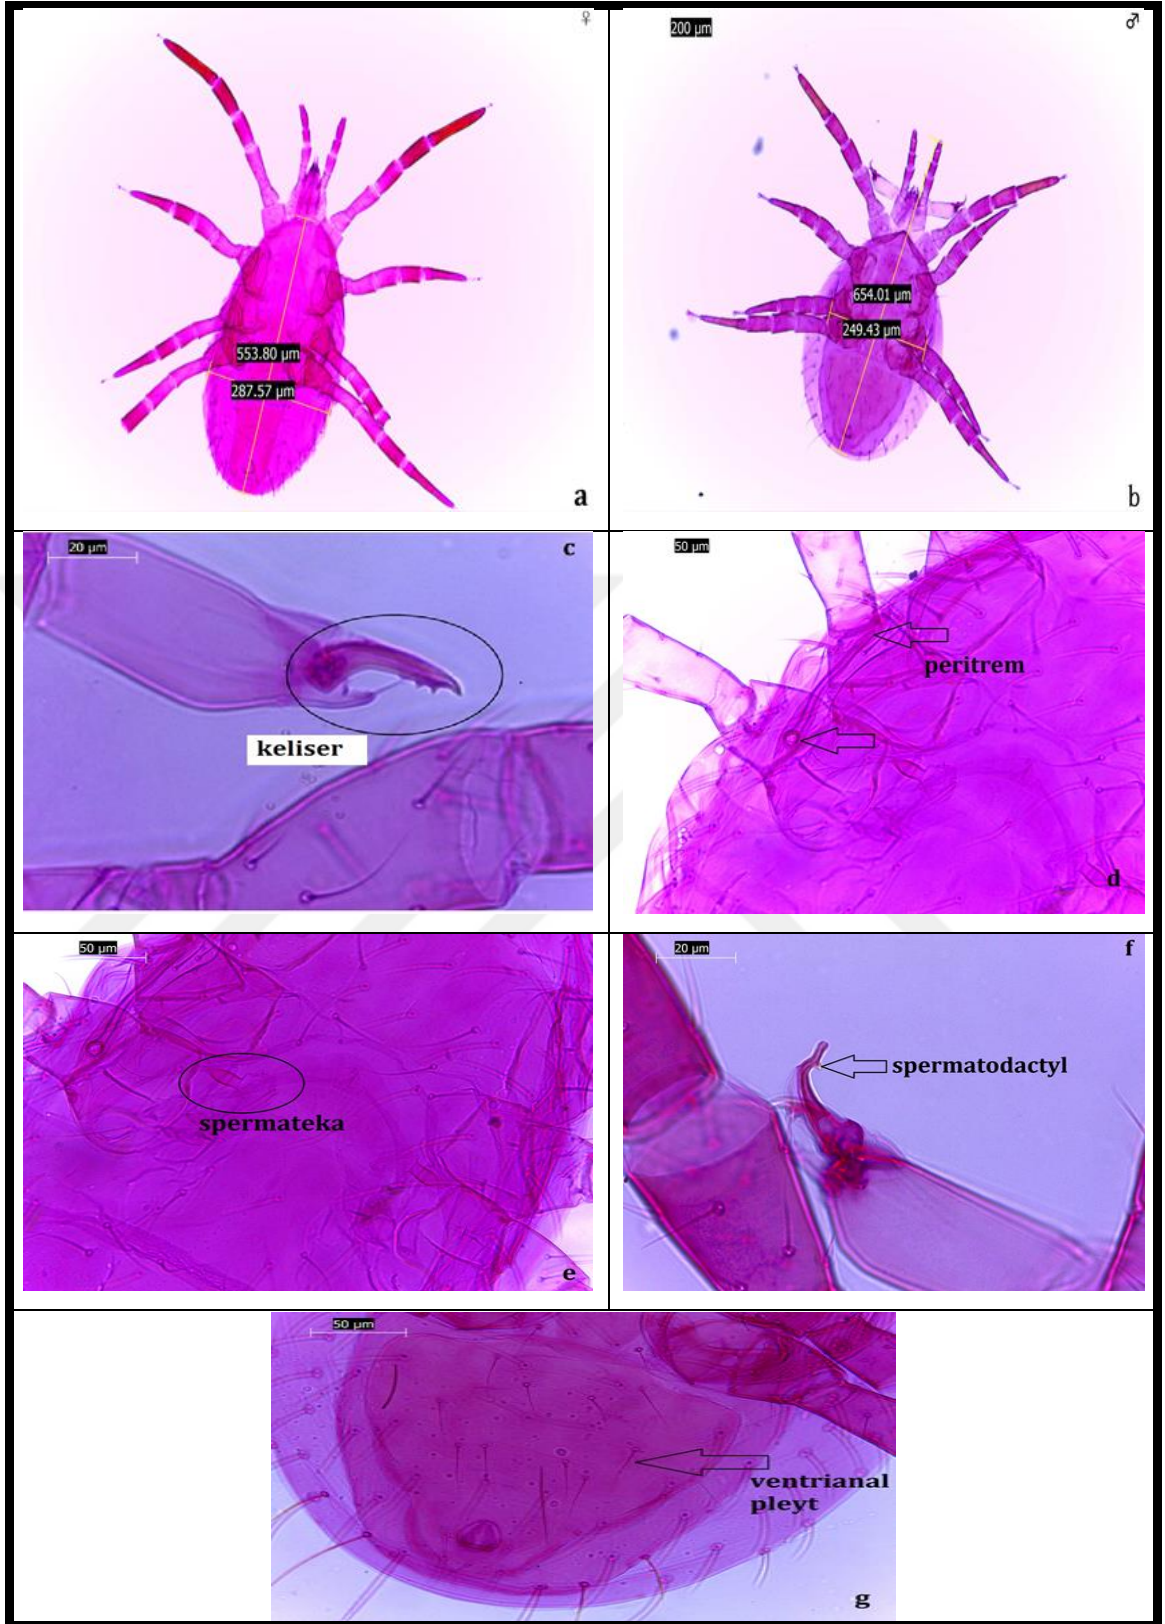 ♀
553.80 µm
287.57 µm
a
200 µm
♂
654.01 µm
249.43 µm
b
20 µm
c
keliser
50 µm
peritrem
d
50 µm
spermateka
e
20 µm
f
spermatodactyl
50 µm
ventrianal
pleyt
g